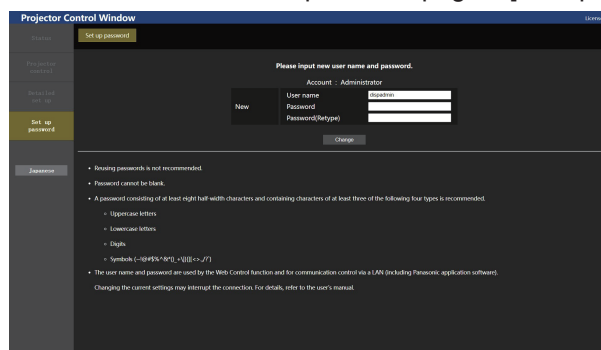 Projector Control Window
Status
Set up password
Projector
control
Detailed
set up
Set up
password
Japanese
Please input new user name and password.
Account : Administrator
New
User name
dispadmin
Password
Password(Retype)
Change
• Reusing passwords is not recommended.
• Password cannot be blank.
• A password consisting of at least eight half-width characters and containing characters of at least three of the following four types is recommended.
◦ Uppercase letters
◦ Lowercase letters
◦ Digits
◦ Symbols
• The user name and password are used by the Web Control function and for communication control via a LAN (including Panasonic application software).
Changing the current settings may interrupt the connection. For details, refer to the user's manual.